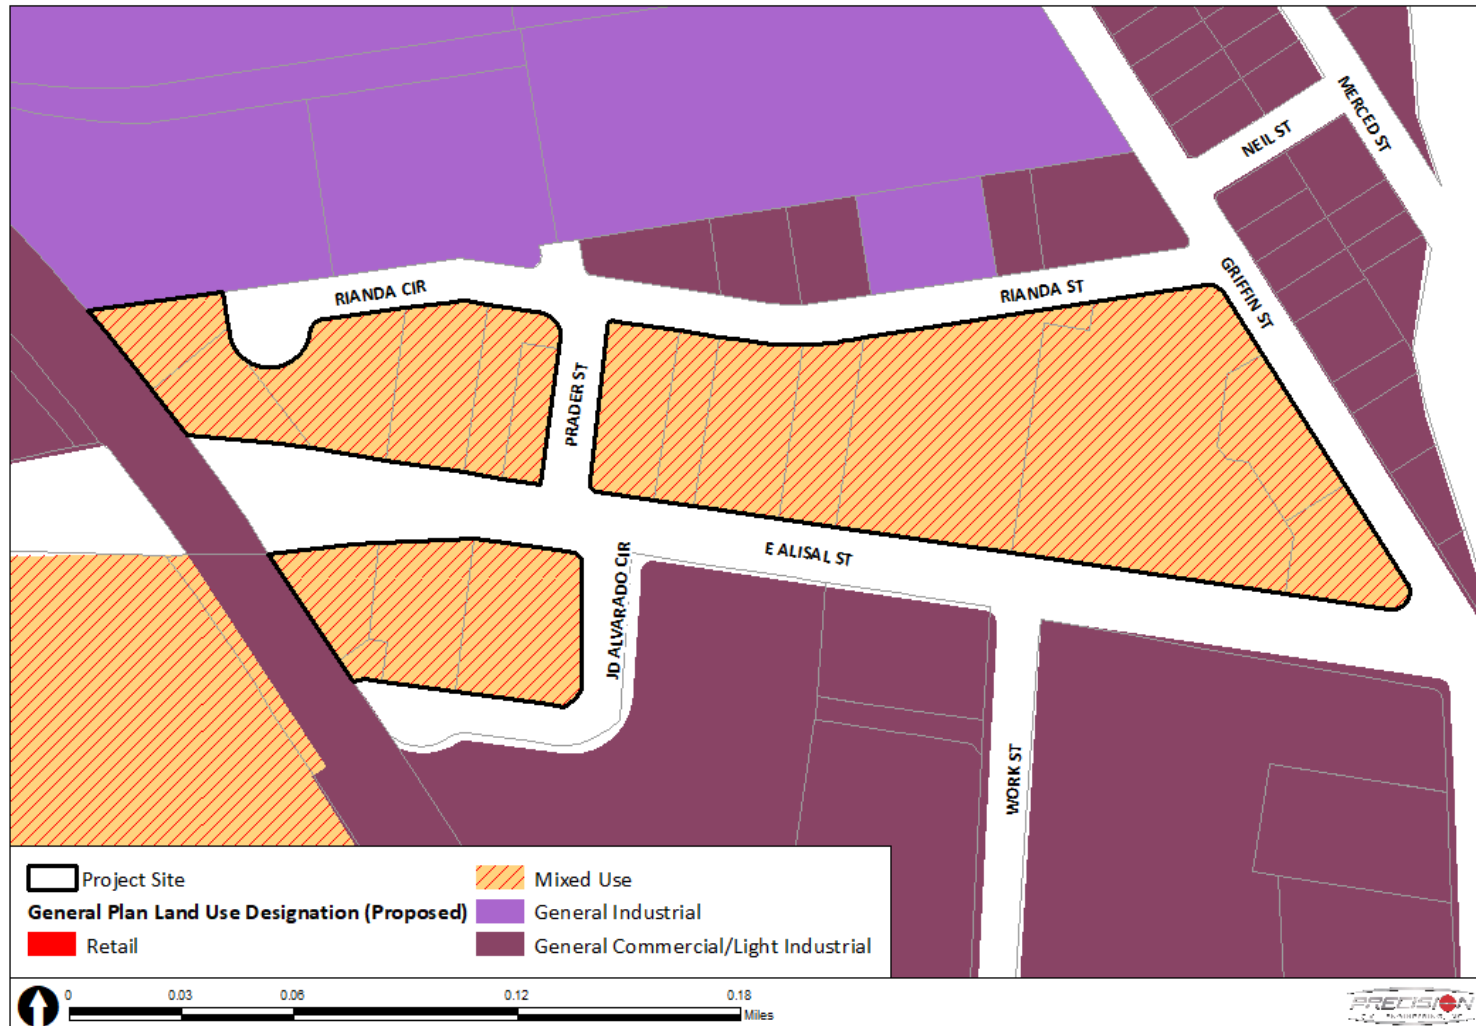 MERCED ST
NEIL ST
GRIFFIN ST
RIANDA CIR
RIANDA ST
PRADER ST
E ALISAL ST
JD ALVARADO CIR
WORK ST
Project Site
General Plan Land Use Designation (Proposed)
Retail
Mixed Use
General Industrial
General Commercial/Light Industrial
0 0.03 0.06 0.12 0.18
Miles
PRECISION